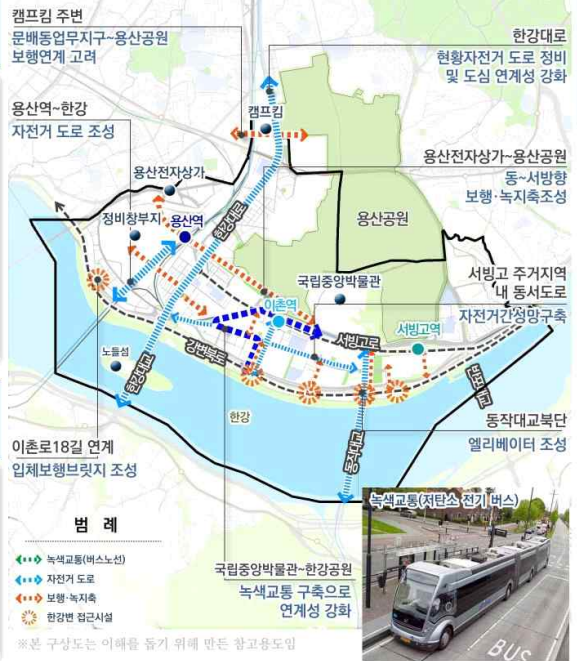 캠프킴 주변
문배동업무지구~용산공원
보행연계 고려
한강대로
현황자전거 도로 정비
및 도심 연계성 강화
용산역~한강
자전거 도로 조성
캠프킴
용산전자상가~용산공원
동~서방향
보행·녹지축조성
용산전자상가
정비창부지
용산역
한강대로
용산공원
국립중앙박물관
서빙고 주거지역
내 동서도로
자전거간선망구축
이촌역
서빙고로
서빙고역
강변북로
노들섬
한강대교
한강
동작대교
이촌로18길 연계
입체보행브릿지 조성
동작대교북단
엘리베이터 조성
범 례
녹색교통(버스노선)
자전거 도로
보행·녹지축
한강변 접근시설
국립중앙박물관~한강공원
녹색교통 구축으로
연계성 강화
녹색교통(저탄소 전기 버스)
BUS
※본 구상도는 이해를 돕기 위해 만든 참고용도임